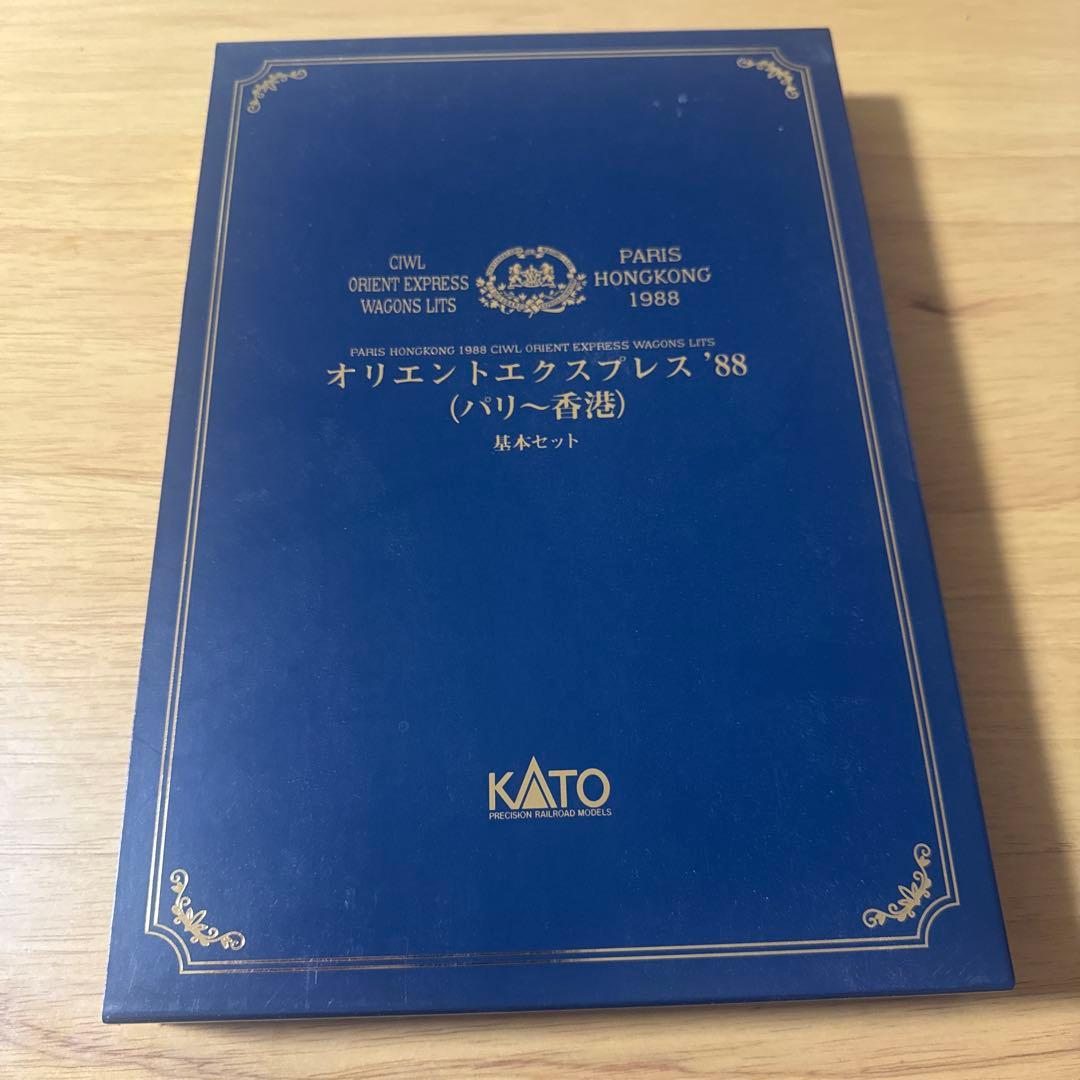 CIWL
ORIENT EXPRESS
WAGONS LITS
PARIS
HONGKONG
1988
PARIS HONGKONG 1988 CIWL ORIENT EXPRESS WAGONS LITS
オリエントエクスプレス '88
(パリ〜香港)
基本セット
KATO
PRECISION RAILROAD MODELS